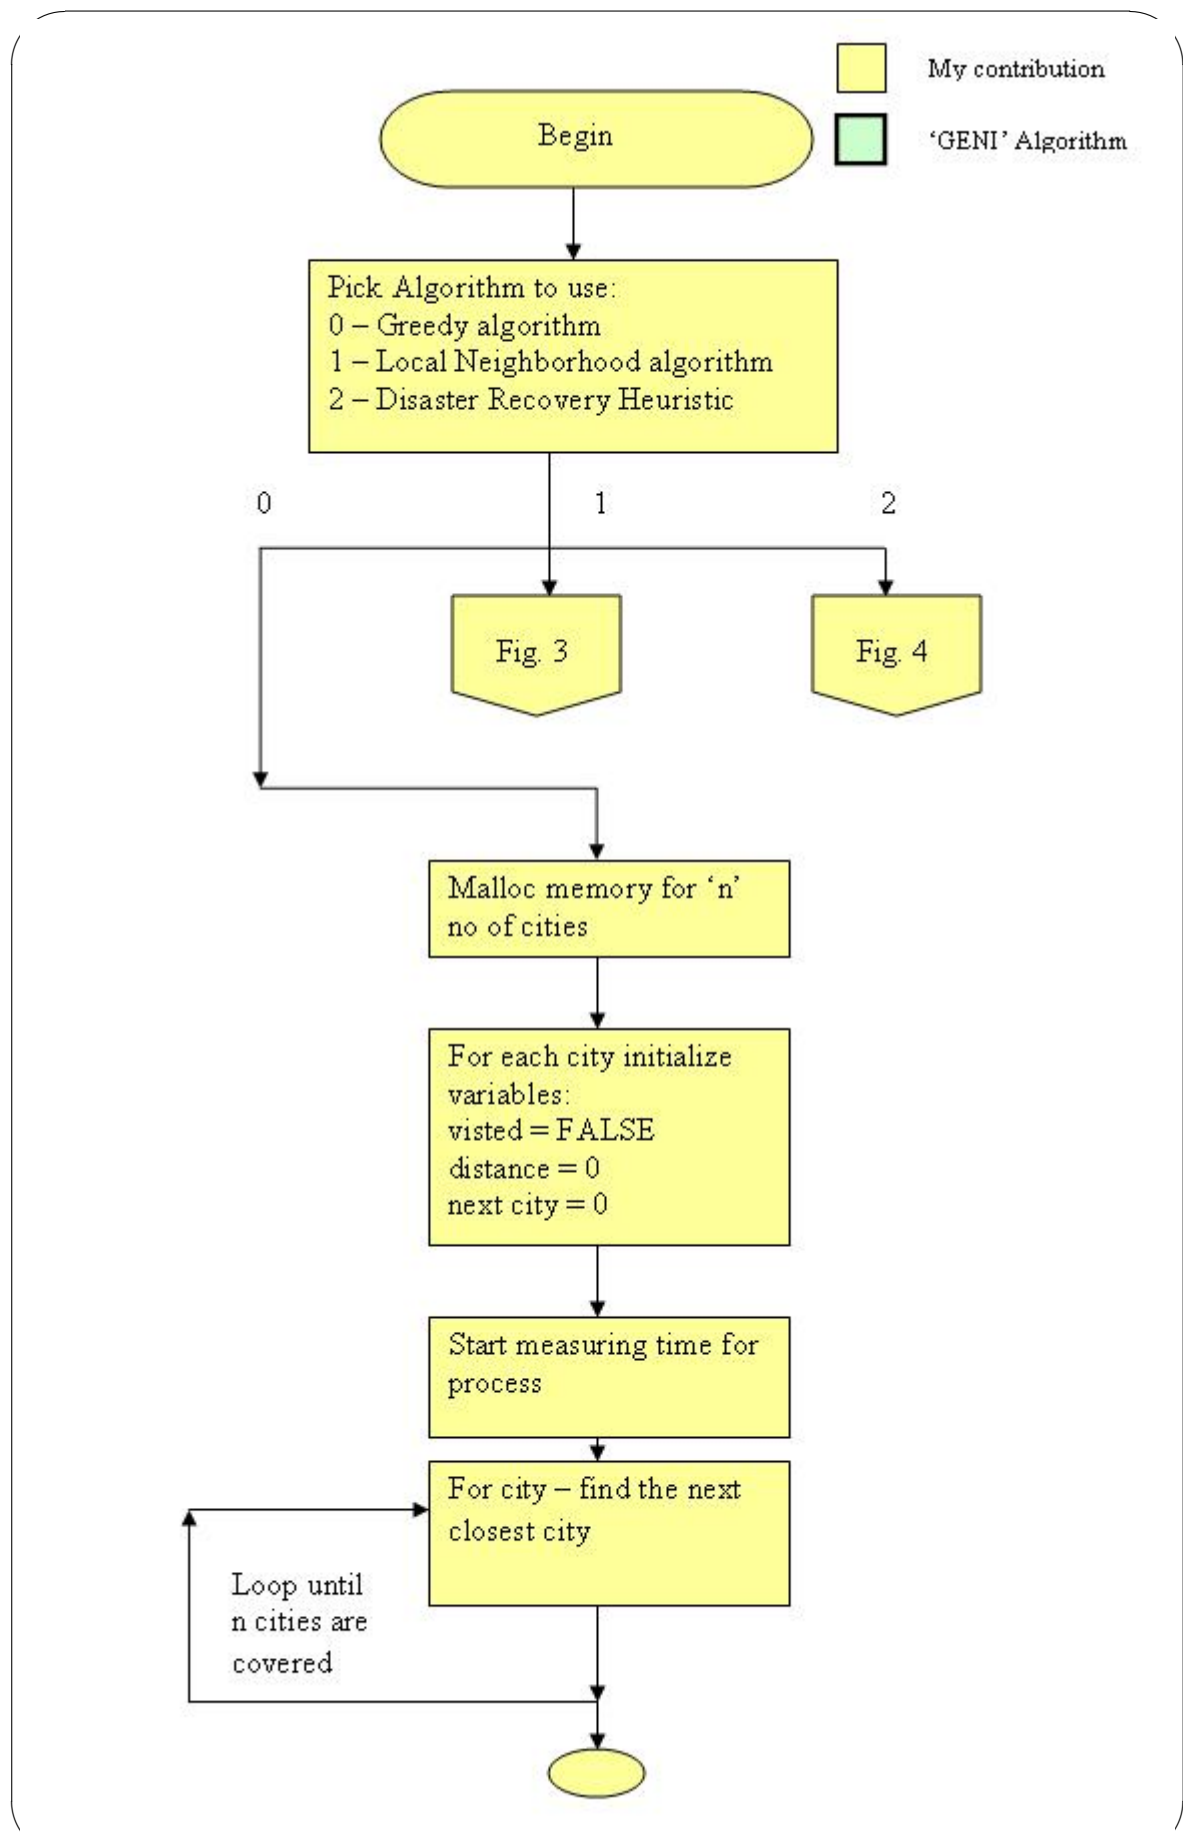 My contribution
‘GENI’ Algorithm
Begin
Pick Algorithm to use:
0 – Greedy algorithm
1 – Local Neighborhood algorithm
2 – Disaster Recovery Heuristic
0
1
2
Fig. 3
Fig. 4
Malloc memory for ‘n’
no of cities
For each city initialize
variables:
visted = FALSE
distance = 0
next city = 0
Start measuring time for
process
For city – find the next
closest city
Loop until
n cities are
covered